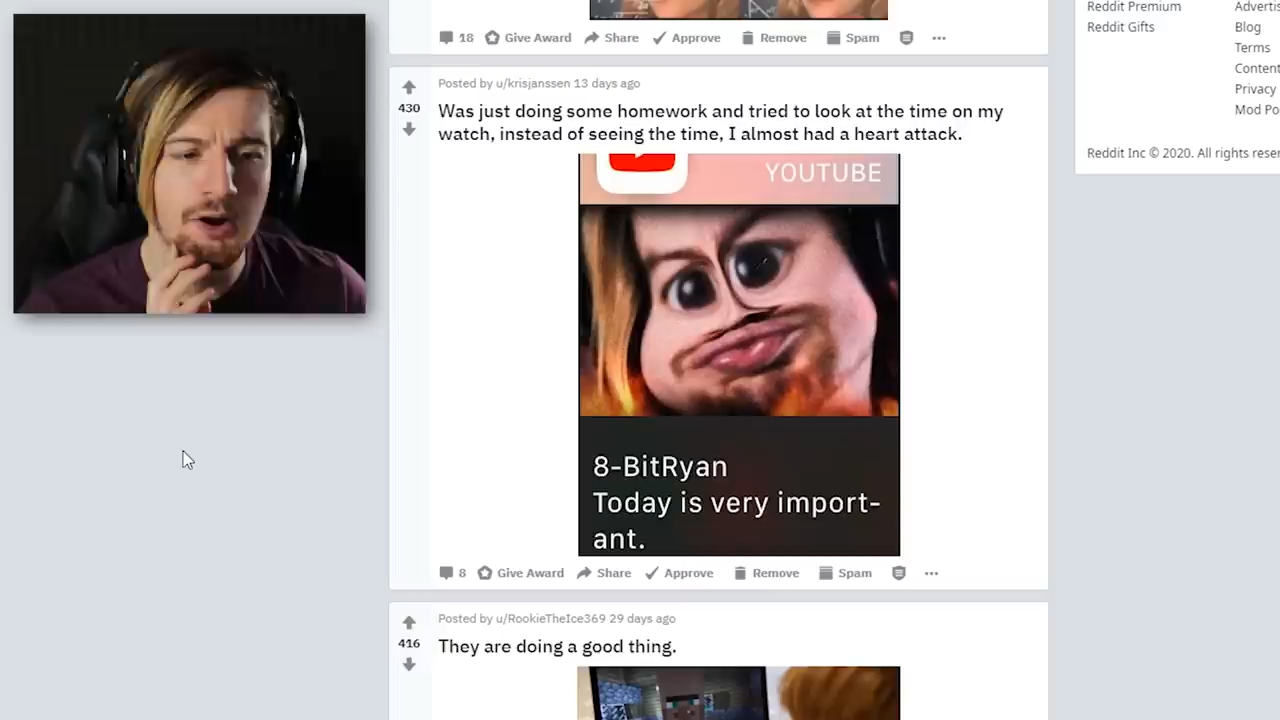 Reddit Premium
Reddit Gifts
Advertis
Blog
Terms
Content
Privacy
Mod Po
18 Give Award Share Approve Remove Spam
Posted by u/krisjanssen 13 days ago
430
Was just doing some homework and tried to look at the time on my
watch, instead of seeing the time, I almost had a heart attack.
YOUTUBE
8-BitRyan
Today is very import-
ant.
Reddit Inc © 2020. All rights reser
8 Give Award Share Approve Remove Spam
Posted by u/RookieTheIce369 29 days ago
416
They are doing a good thing.